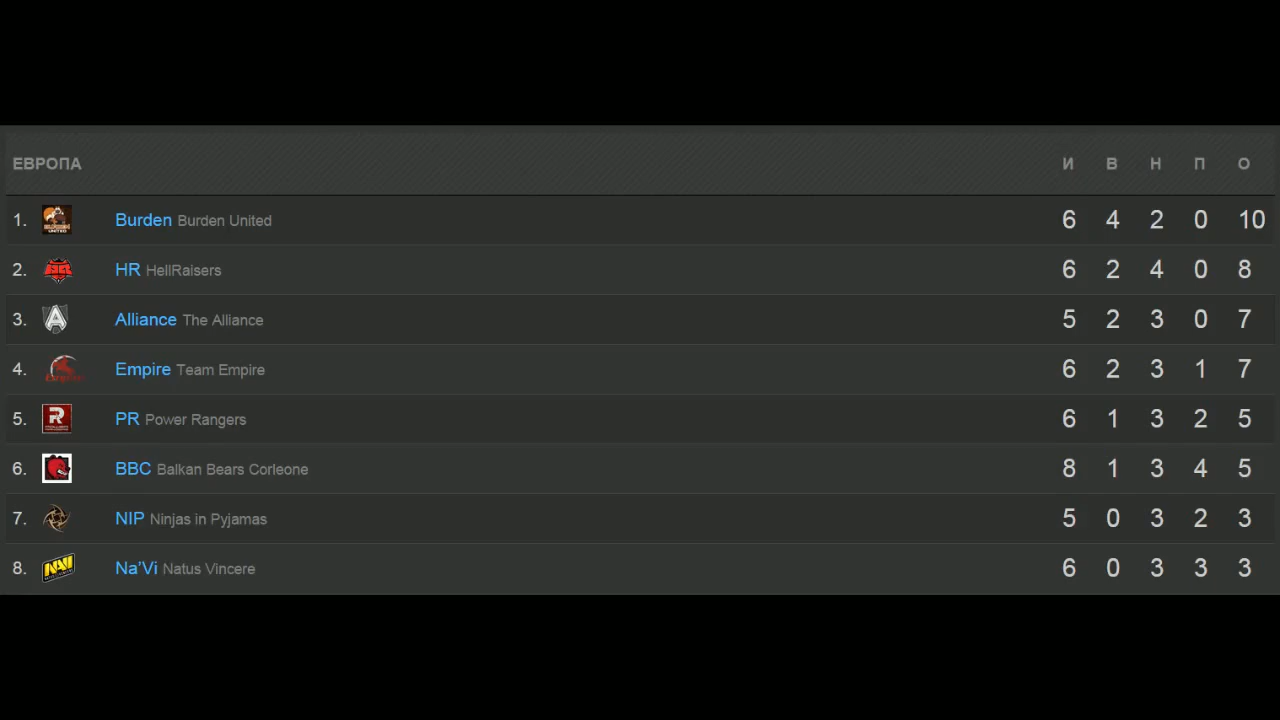 ЕВРОПА И В Н П О
1. Burden Burden United 6 4 2 0 10
2. HR HellRaisers 6 2 4 0 8
3. Alliance The Alliance 5 2 3 0 7
4. Empire Team Empire 6 2 3 1 7
5. PR Power Rangers 6 1 3 2 5
6. BBC Balkan Bears Corleone 8 1 3 4 5
7. NIP Ninjas in Pyjamas 5 0 3 2 3
8. Na'Vi Natus Vincere 6 0 3 3 3